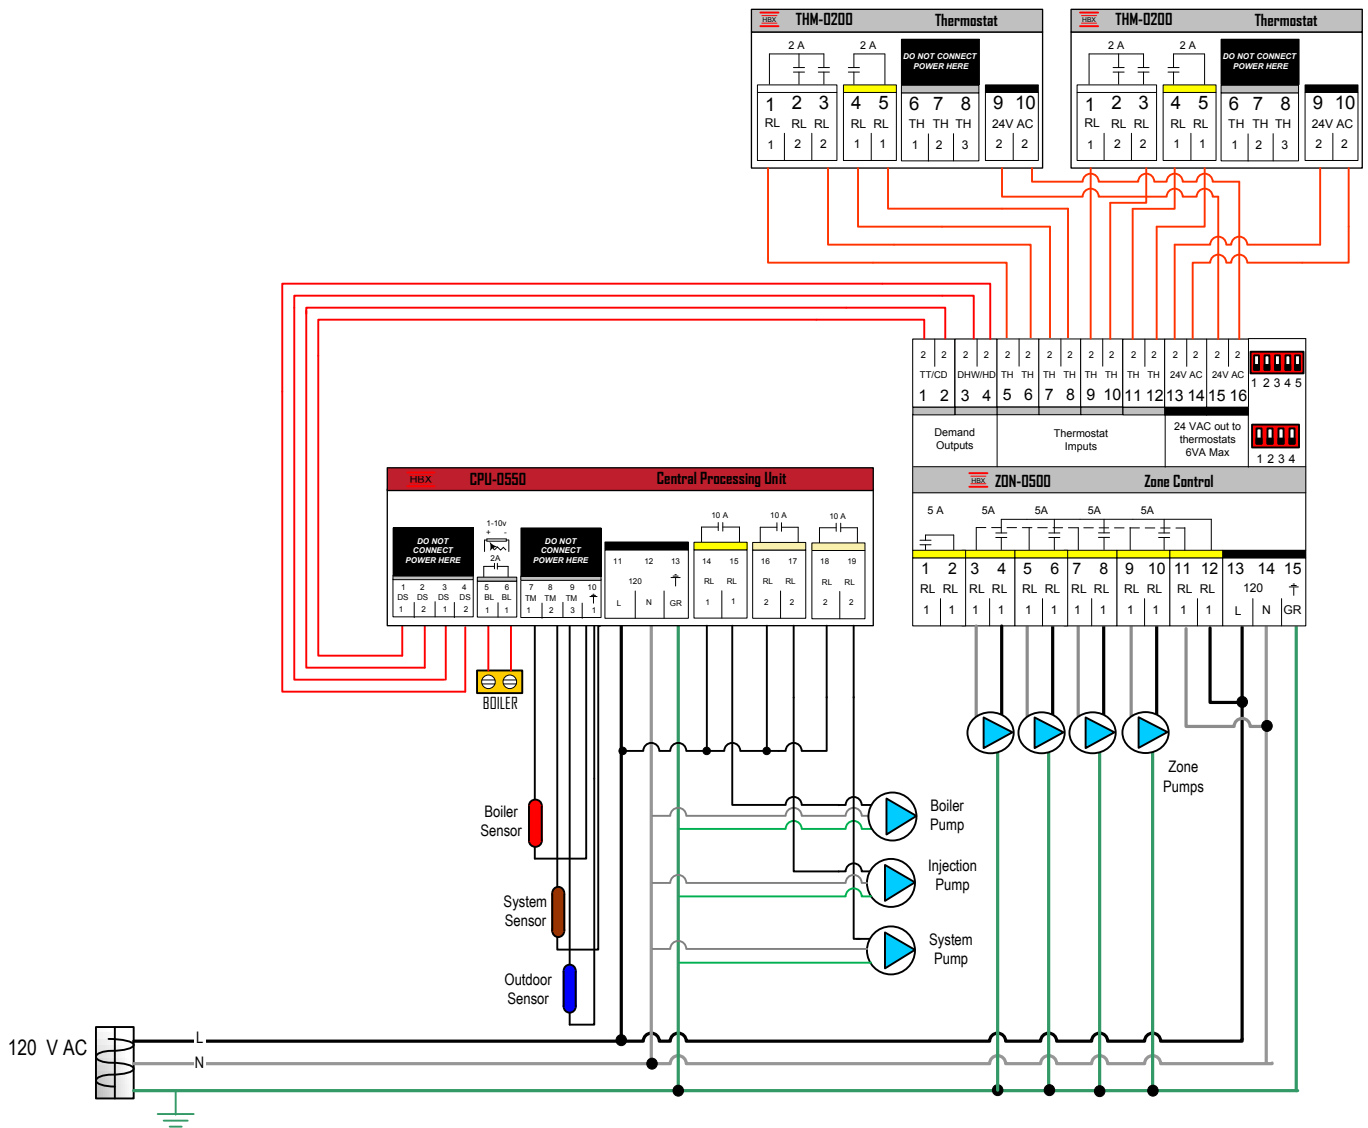 HBX THM-0200 Thermostat
2 A 2 A DO NOT CONNECT
POWER HERE
1 2 3 4 5 6 7 8 9 10
RL RL RL RL RL TH TH TH 24V AC
1 2 2 1 1 1 2 3 2 2
HBX THM-0200 Thermostat
2 A 2 A DO NOT CONNECT
POWER HERE
1 2 3 4 5 6 7 8 9 10
RL RL RL RL RL TH TH TH 24V AC
1 2 2 1 1 1 2 3 2 2
2 2 2 2 2 2 2 2 2 2 2 2 2 2 2 2
TT/CD DHW/HD TH TH TH TH TH TH TH TH 24V AC 24V AC
1 2 3 4 5 6 7 8 9 10 11 12 13 14 15 16
1 2 3 4 5
Demand
Outputs
Thermostat
Imputs
24 VAC out to
thermostats
6VA Max
1 2 3 4
HBX ZON-0500 Zone Control
5 A 5A 5A 5A 5A
1 2 3 4 5 6 7 8 9 10 11 12 13 14 15
RL RL RL RL RL RL RL RL RL RL RL RL 120
1 1 1 1 1 1 1 1 1 1 1 1 L N GR
HBX CPU-0550 Central Processing Unit
DO NOT
CONNECT
POWER HERE
1-10v
+ -
2A
DO NOT
CONNECT
POWER HERE
10 A 10 A 10 A
1 2 3 4 5 6 7 8 9 10 11 12 13 14 15 16 17 18 19
DS DS DS DS BL BL TM TM TM 120 RL RL RL RL RL RL
1 2 1 2 1 1 1 2 3 1 L N GR 1 1 2 2 2 2
BOILER
Zone
Pumps
Boiler
Sensor
Boiler
Pump
Injection
Pump
System
Sensor
System
Pump
Outdoor
Sensor
120 V AC
L
N